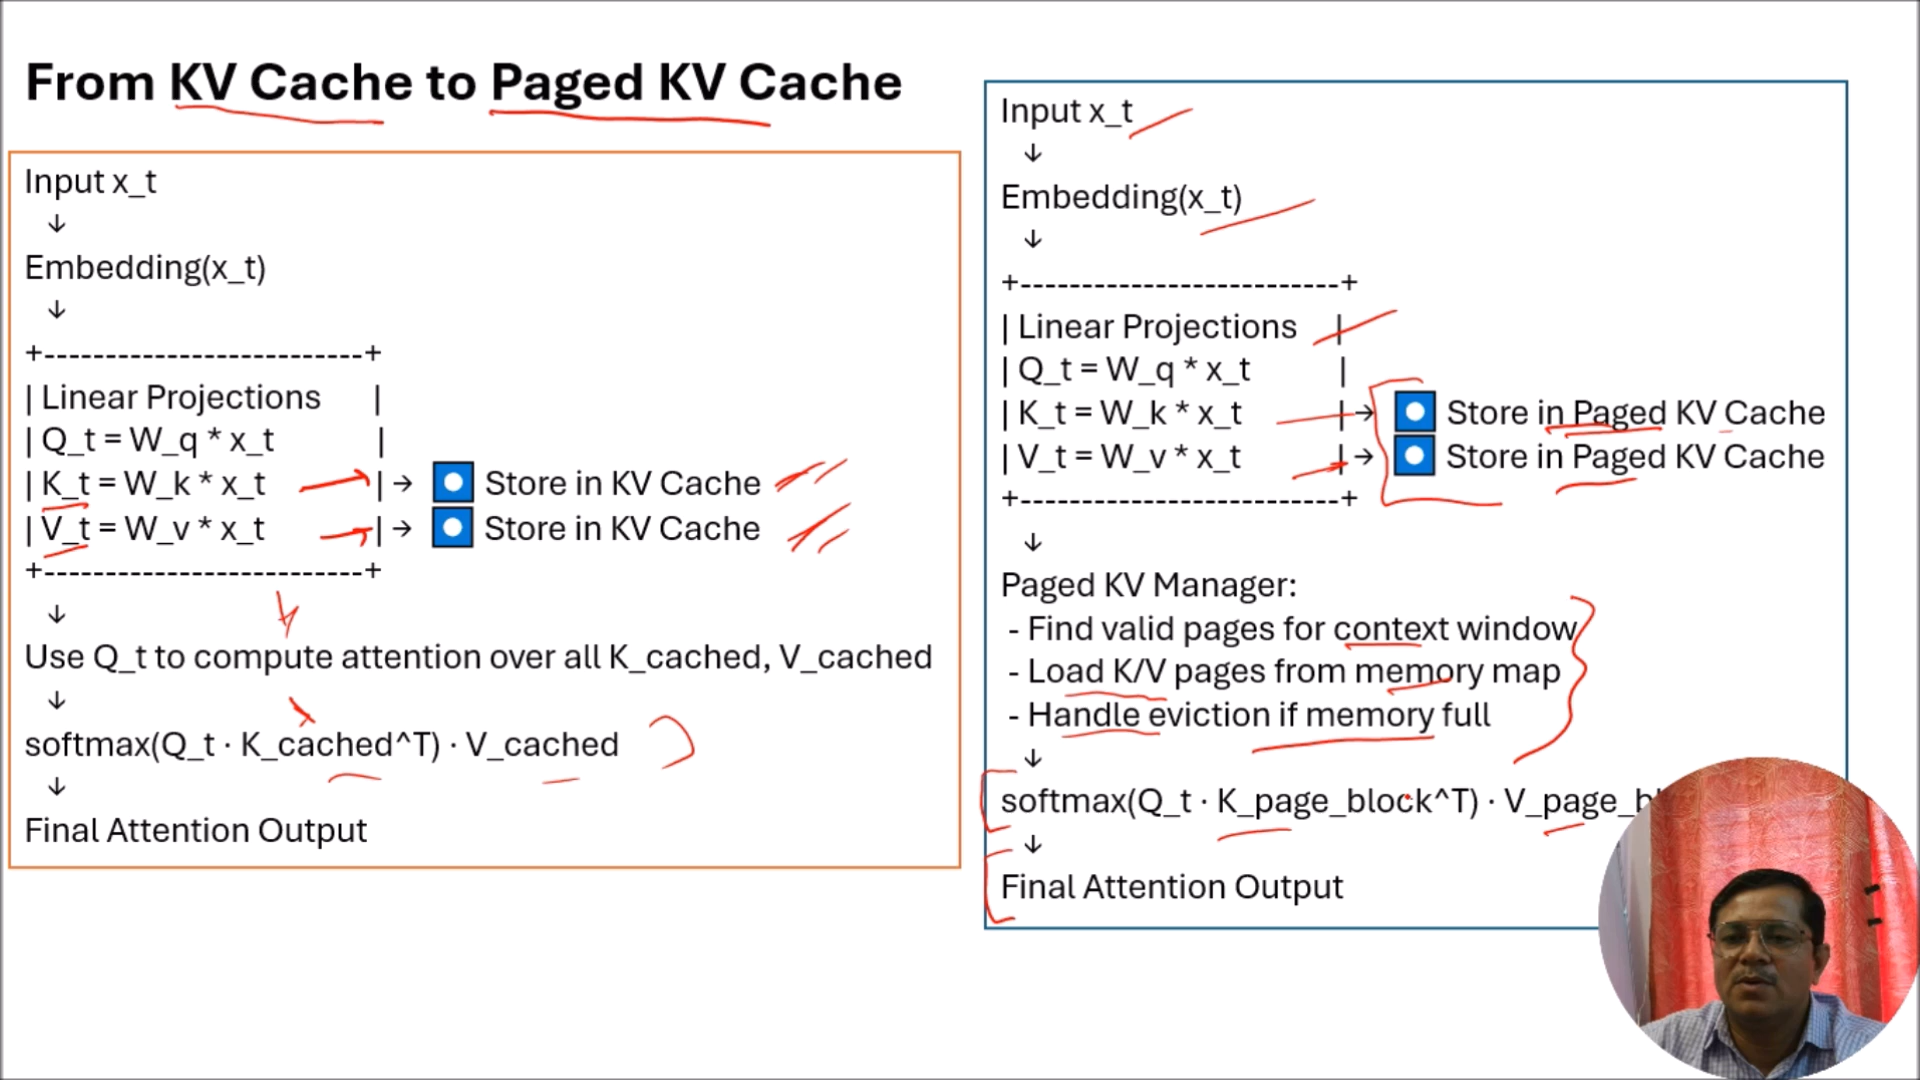 From KV Cache to Paged KV Cache
Input x_t
↓
Embedding(x_t)
↓
+-------------------------+
| Linear Projections |
| Q_t = W_q * x_t |
| K_t = W_k * x_t |→ Store in KV Cache
| V_t = W_v * x_t |→ Store in KV Cache
+-------------------------+
↓
Use Q_t to compute attention over all K_cached, V_cached
↓
softmax(Q_t · K_cached^T) · V_cached
↓
Final Attention Output
Input x_t
↓
Embedding(x_t)
↓
+-------------------------+
| Linear Projections |
| Q_t = W_q * x_t |
| K_t = W_k * x_t |→ Store in Paged KV Cache
| V_t = W_v * x_t |→ Store in Paged KV Cache
+-------------------------+
↓
Paged KV Manager:
- Find valid pages for context window
- Load K/V pages from memory map
- Handle eviction if memory full
↓
softmax(Q_t · K_page_block^T) · V_page_
↓
Final Attention Output